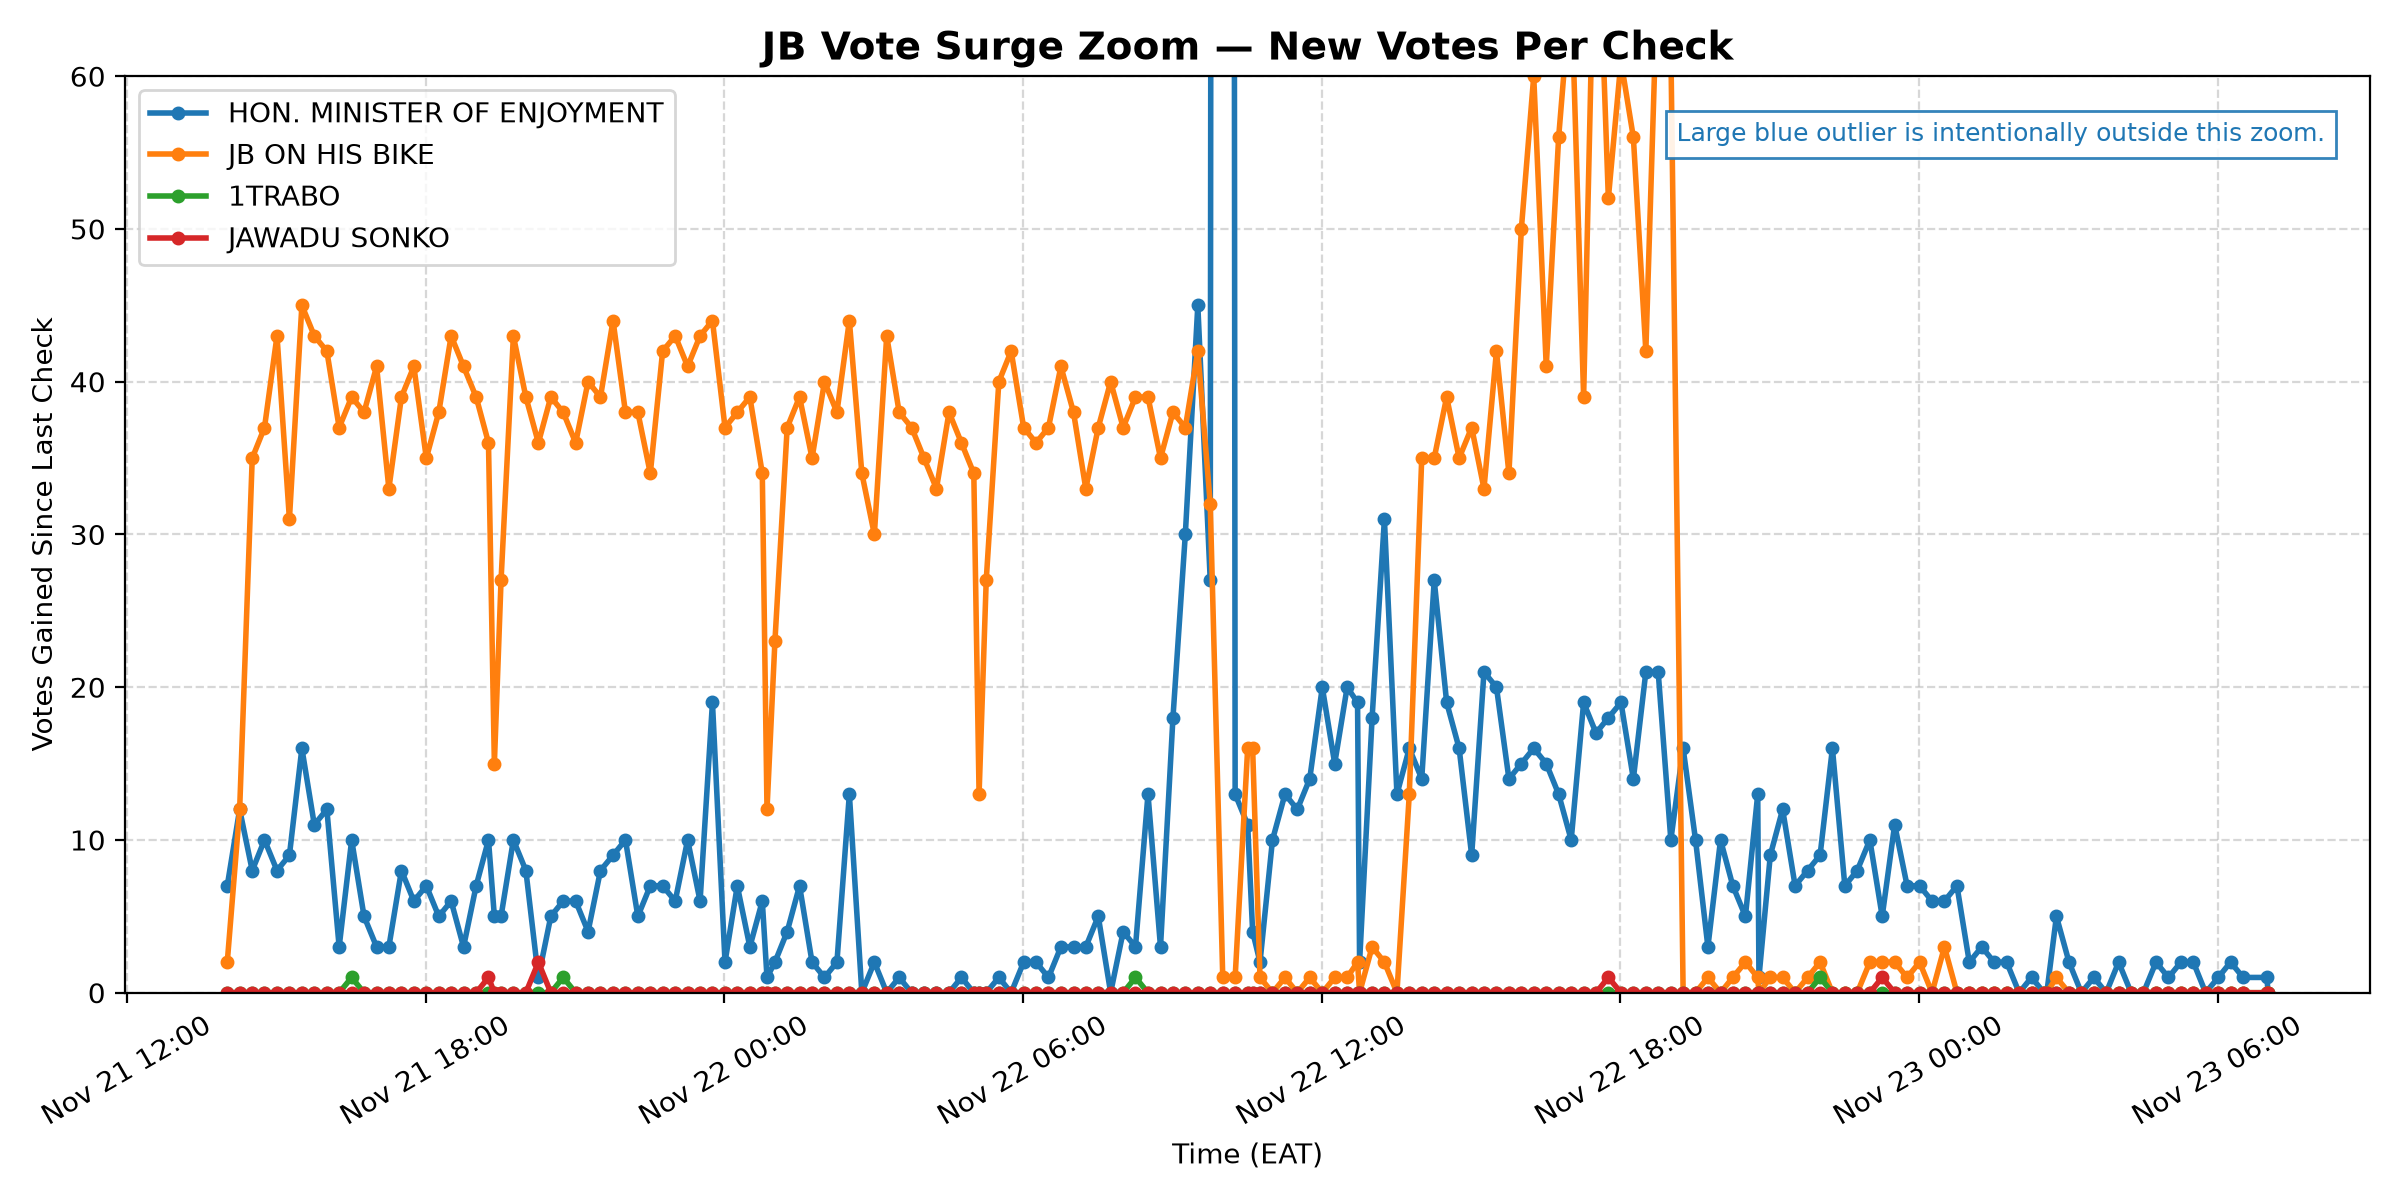 JB Vote Surge Zoom — New Votes Per Check
HON. MINISTER OF ENJOYMENT
JB ON HIS BIKE
1TRABO
JAWADU SONKO
Large blue outlier is intentionally outside this zoom.
Votes Gained Since Last Check
60
50
40
30
20
10
0
Nov 21 12:00
Nov 21 18:00
Nov 22 00:00
Nov 22 06:00
Nov 22 12:00
Nov 22 18:00
Nov 23 00:00
Nov 23 06:00
Time (EAT)